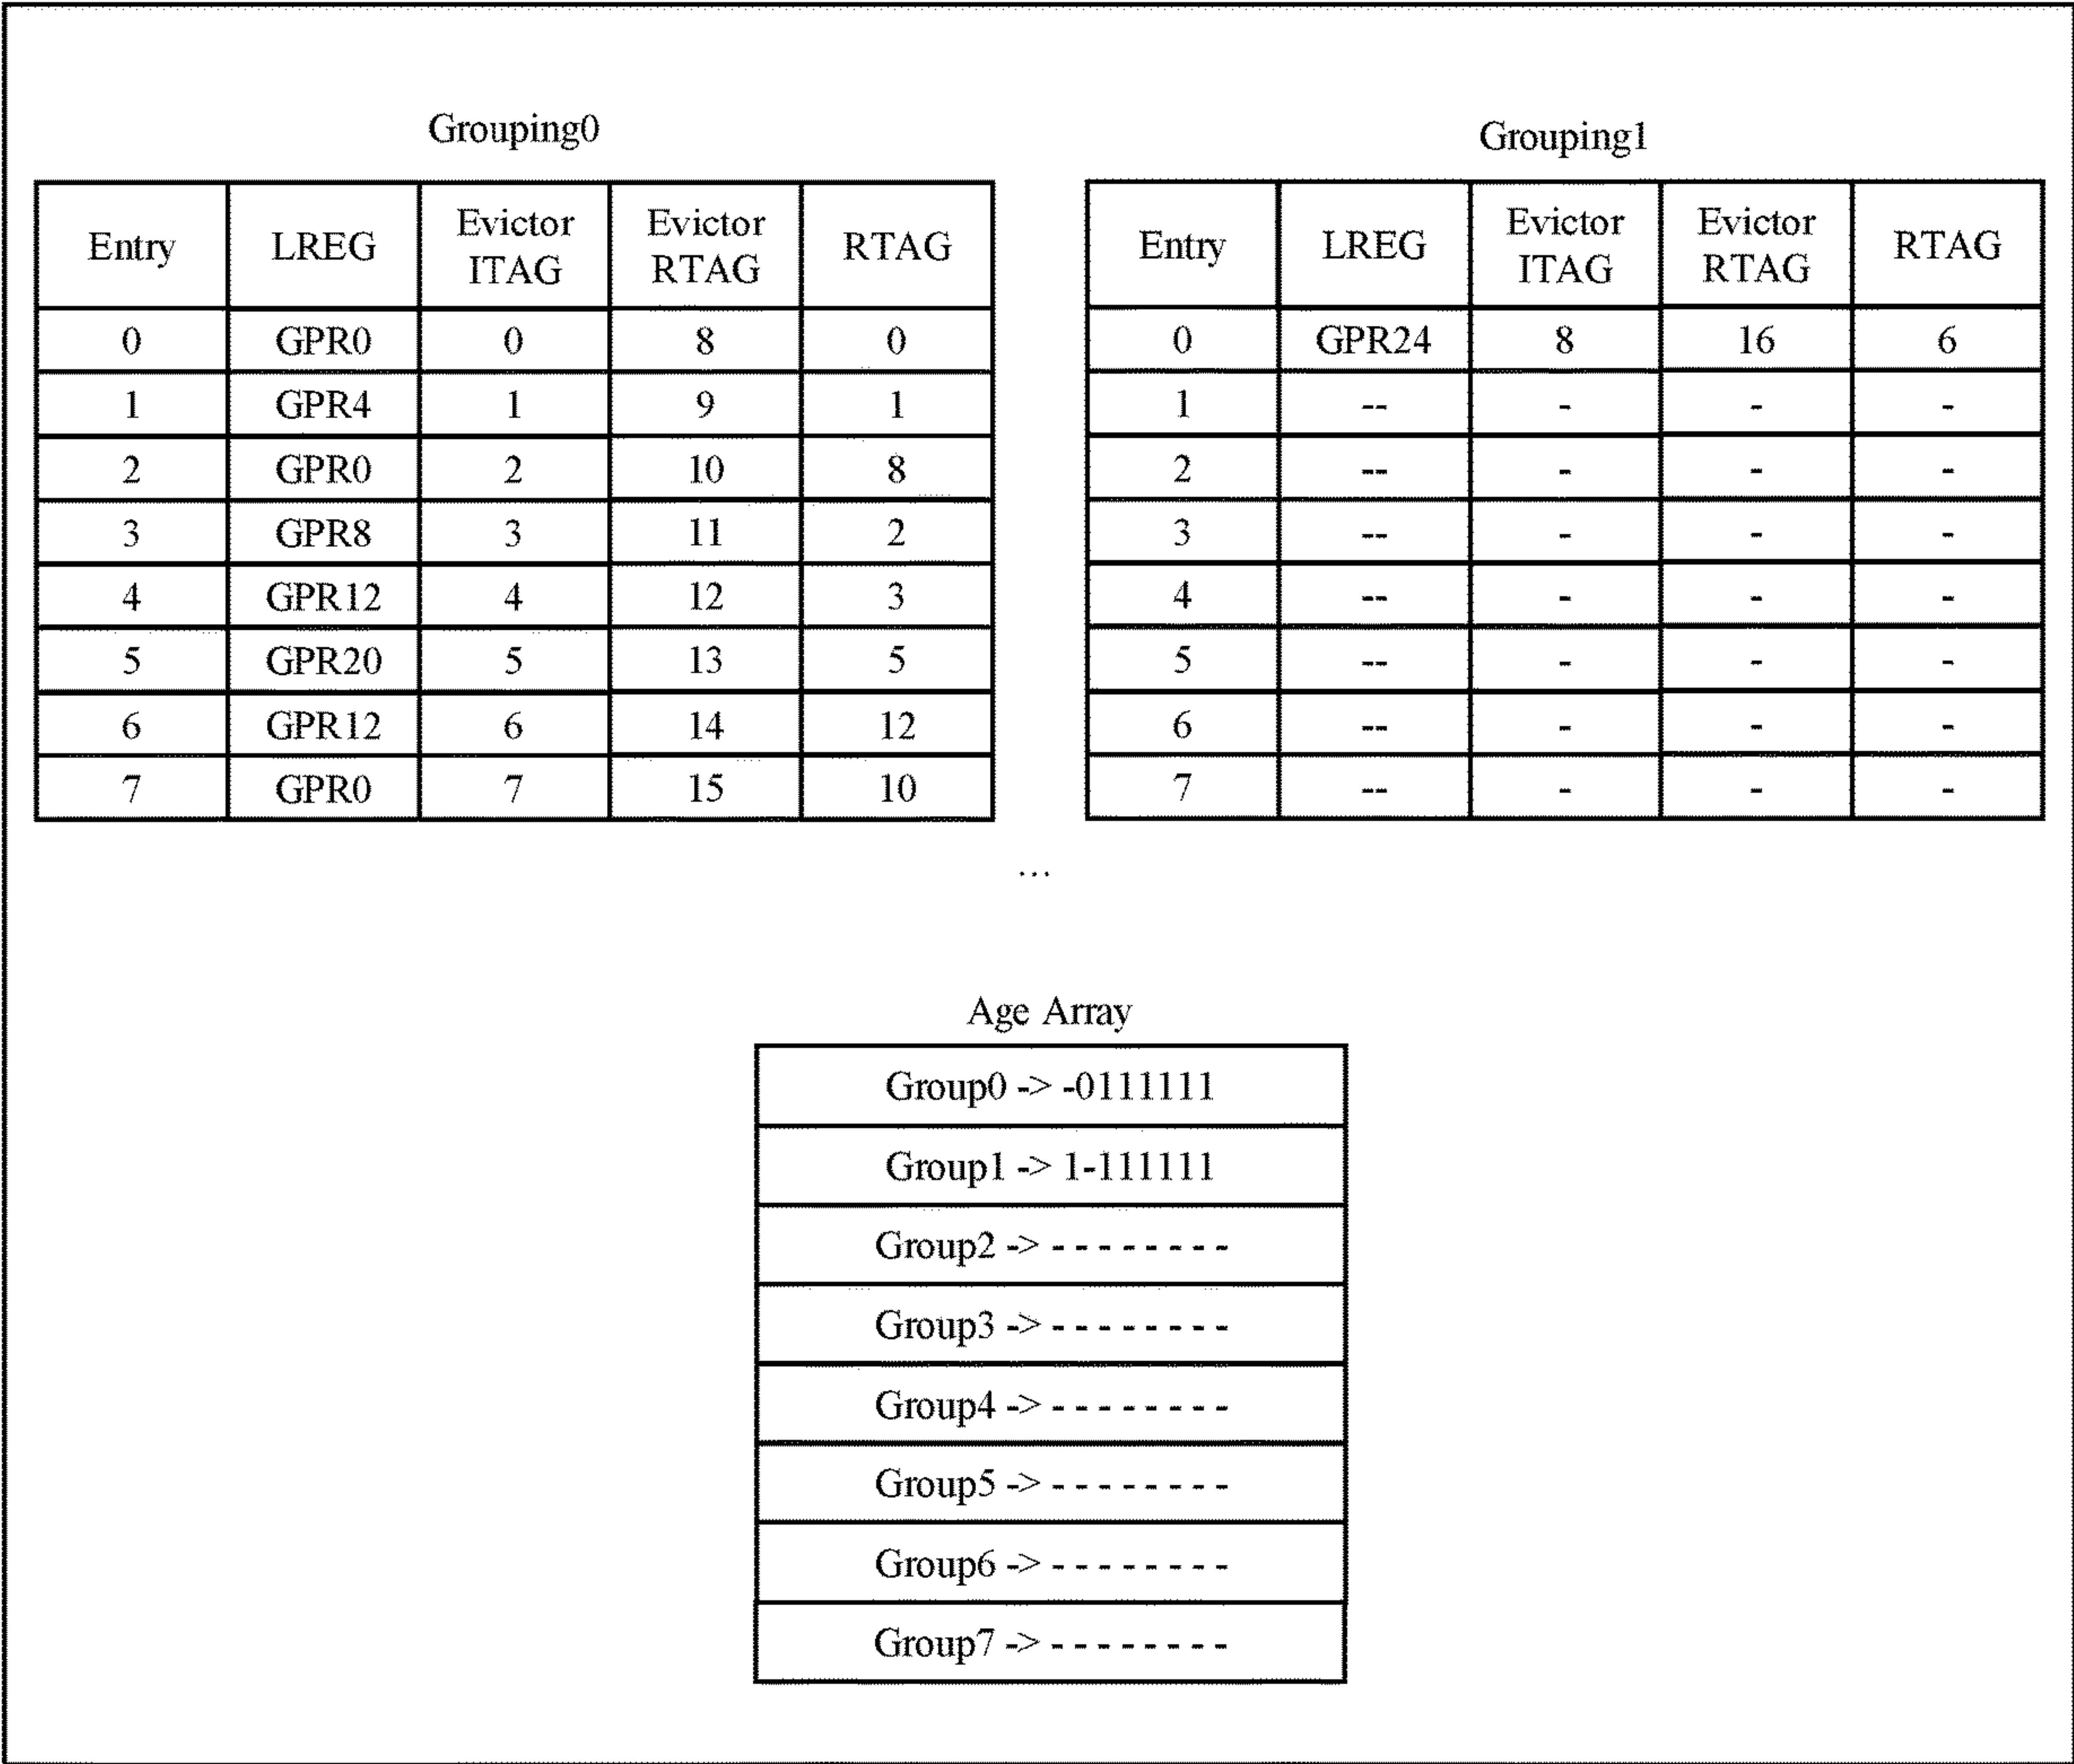 Grouping0
Entry LREG Evictor ITAG Evictor RTAG RTAG
0 GPR0 0 8 0
1 GPR4 1 9 1
2 GPR0 2 10 8
3 GPR8 3 11 2
4 GPR12 4 12 3
5 GPR20 5 13 5
6 GPR12 6 14 12
7 GPR0 7 15 10
Grouping1
Entry LREG Evictor ITAG Evictor RTAG RTAG
0 GPR24 8 16 6
1 -- - - -
2 -- - - -
3 -- - - -
4 -- - - -
5 -- - - -
6 -- - - -
7 -- - - -
...
Age Array
Group0 -> -0111111
Group1 -> 1-111111
Group2 -> - - - - - - - -
Group3 -> - - - - - - - -
Group4 -> - - - - - - - -
Group5 -> - - - - - - - -
Group6 -> - - - - - - - -
Group7 -> - - - - - - - -